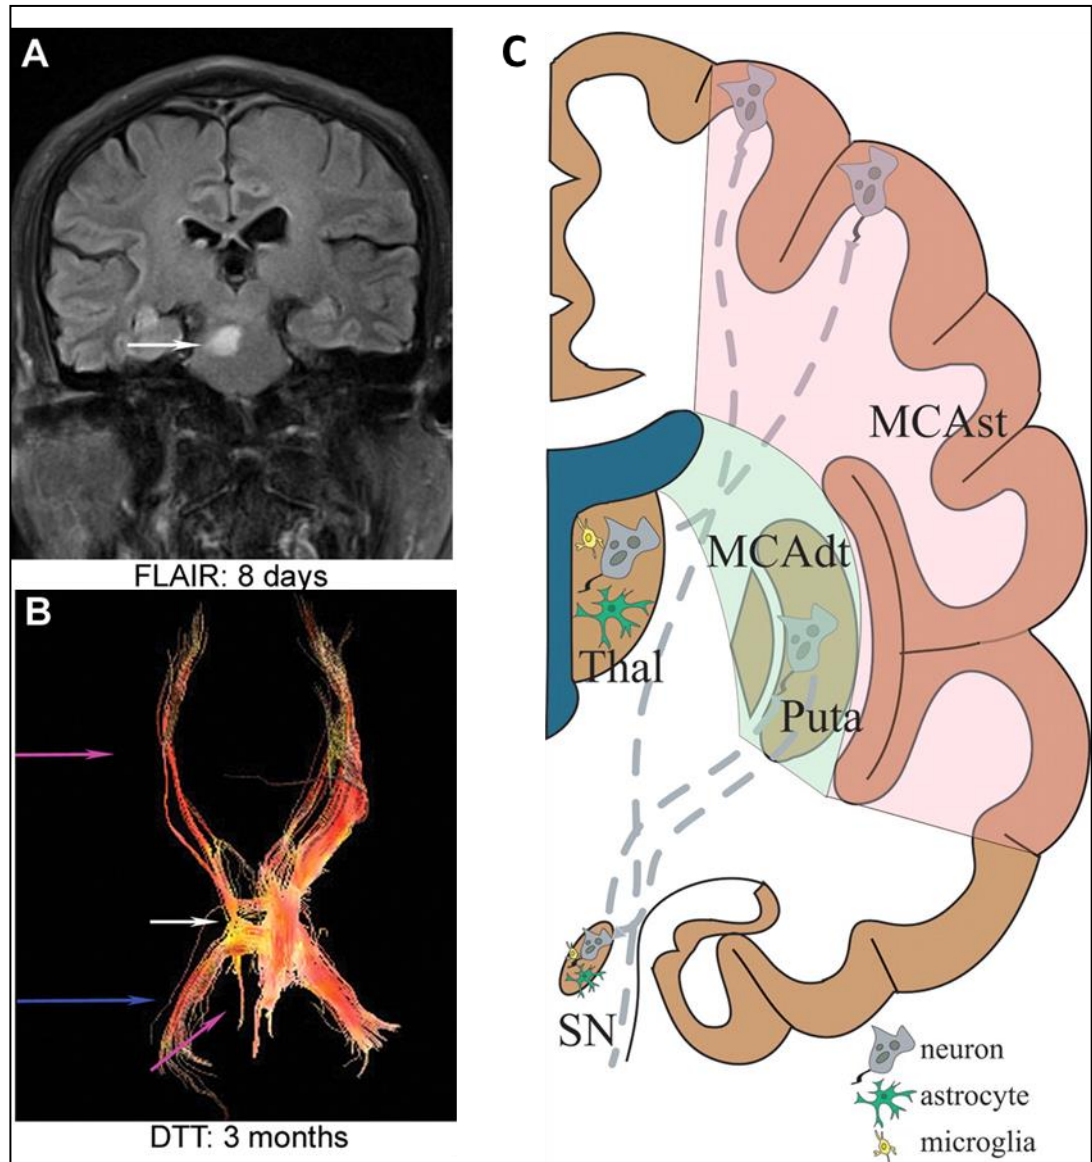 A
FLAIR: 8 days
B
DTT: 3 months
C
MCAst
MCAdt
Thal
Puta
SN
neuron
astrocyte
microglia